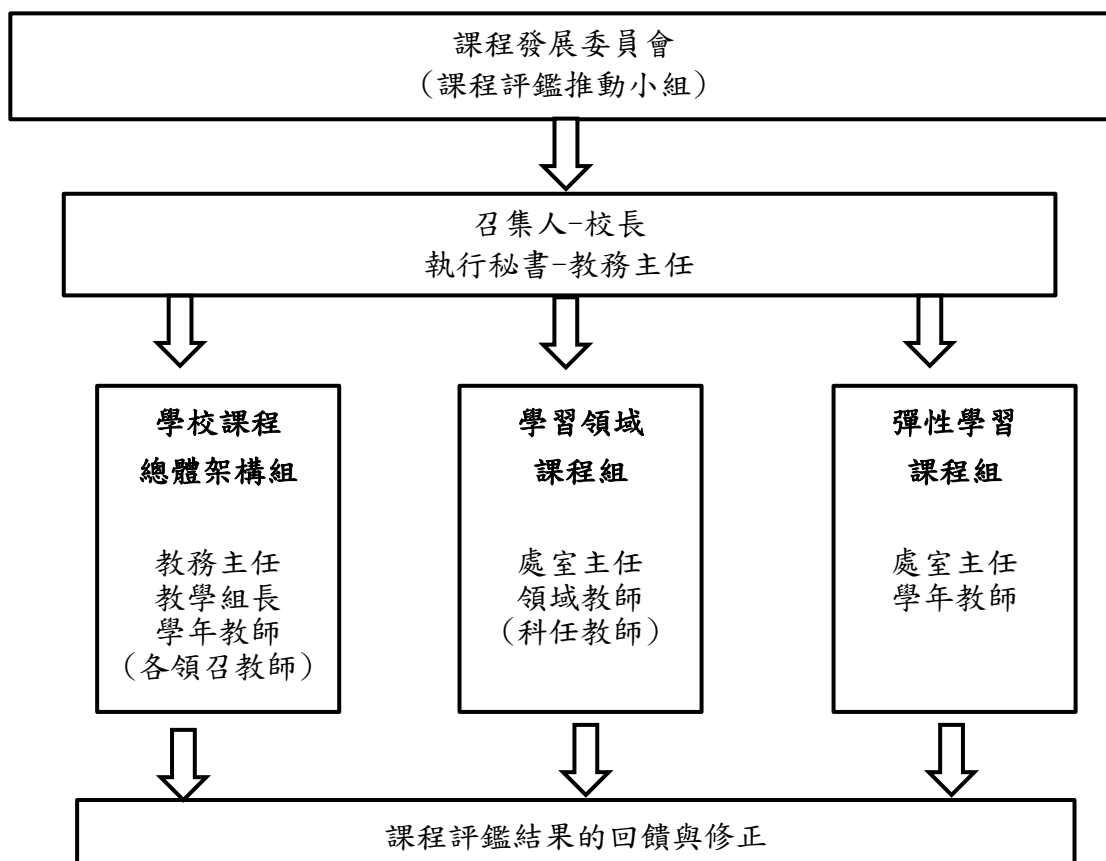 課程發展委員會
（課程評鑑推動小組）
召集人-校長
執行秘書-教務主任
學校課程
總體架構組
教務主任
教學組長
學年教師
（各領召教師）
學習領域
課程組
處室主任
領域教師
（科任教師）
彈性學習
課程組
處室主任
學年教師
課程評鑑結果的回饋與修正